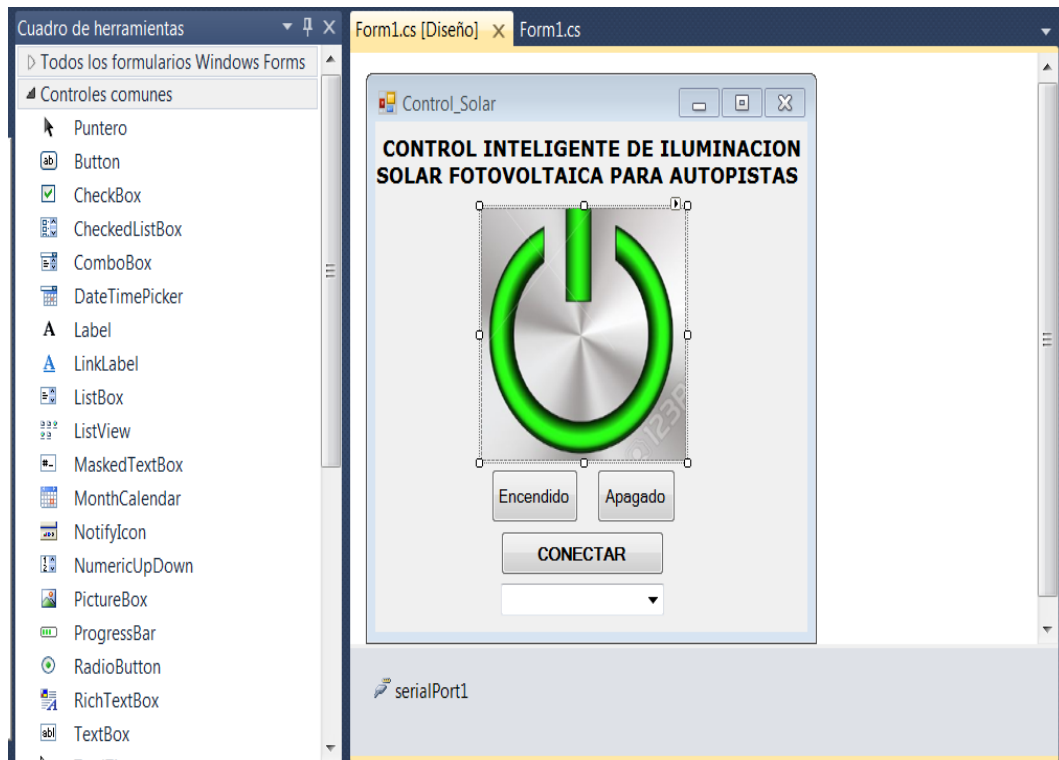 Cuadro de herramientas
Todos los formularios Windows Forms
Controles comunes
Puntero
Button
CheckBox
CheckedListBox
ComboBox
DateTimePicker
Label
LinkLabel
ListBox
ListView
MaskedTextBox
MonthCalendar
NotifyIcon
NumericUpDown
PictureBox
ProgressBar
RadioButton
RichTextBox
TextBox
Form1.cs [Diseño]
Form1.cs
Control_Solar
CONTROL INTELIGENTE DE ILUMINACION
SOLAR FOTOVOLTAICA PARA AUTOPISTAS
Encendido
Apagado
CONECTAR
serialPort1